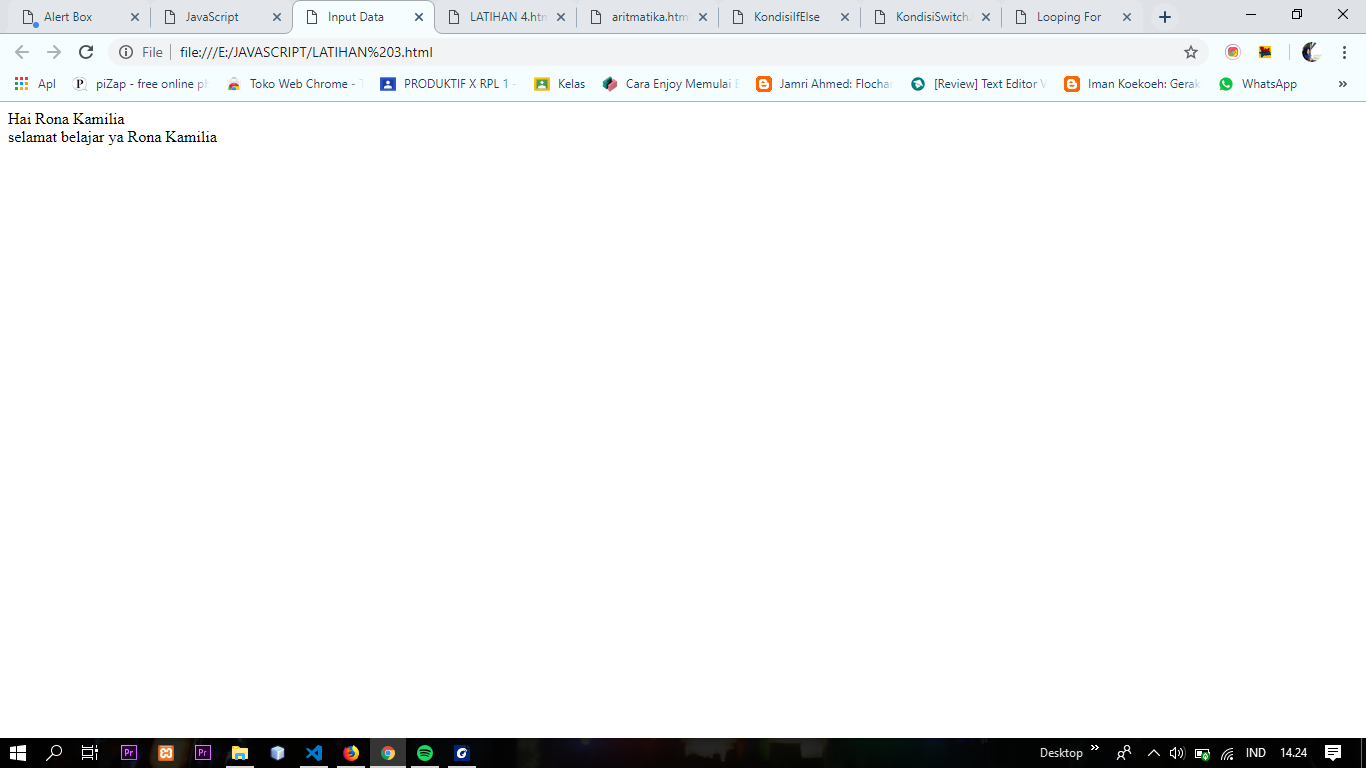 Alert Box
JavaScript
Input Data
LATIHAN 4.htm
aritmatika.htm
KondisiIfElse
KondisiSwitch
Looping For
File
file:///E:/JAVASCRIPT/LATIHAN%203.html
Apl
piZap - free online ph
Toko Web Chrome -
PRODUKTIF X RPL 1 -
Kelas
Cara Enjoy Memulai
Jamri Ahmed: Flochar
[Review] Text Editor V
Iman Koekoeh: Gerak
WhatsApp
Hai Rona Kamilia
selamat belajar ya Rona Kamilia
Desktop
IND
14.24